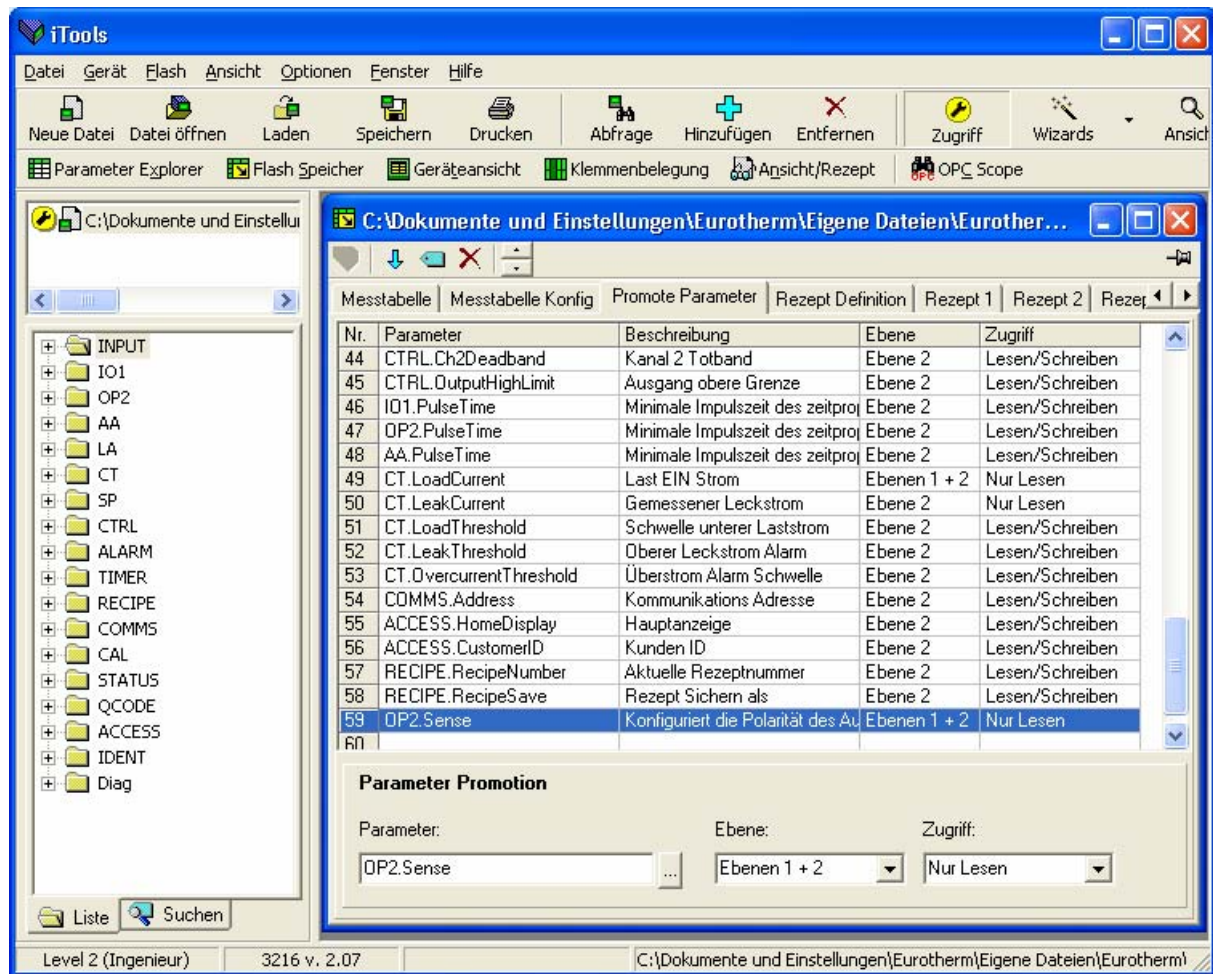 iTools
Datei Gerät Flash Ansicht Optionen Fenster Hilfe
Neue Datei Datei öffnen Laden Speichern Drucken Abfrage Hinzufügen Entfernen Zugriff Wizards Ansich
Parameter Explorer Flash Speicher Geräteansicht Klemmenbelegung Ansicht/Rezept OPC Scope
C:\Dokumente und Einstellu
INPUT
IO1
OP2
AA
LA
CT
SP
CTRL
ALARM
TIMER
RECIPE
COMMS
CAL
STATUS
QCODE
ACCESS
IDENT
Diag
Liste Suchen
C:\Dokumente und Einstellungen\Eurotherm\Eigene Dateien\Eurother...
Messtabelle Messtabelle Konfig Promote Parameter Rezept Definition Rezept 1 Rezept 2 Rezep
Nr. Parameter Beschreibung Ebene Zugriff
44 CTRL.Ch2Deadband Kanal 2 Totband Ebene 2 Lesen/Schreiben
45 CTRL.OutputHighLimit Ausgang obere Grenze Ebene 2 Lesen/Schreiben
46 IO1.PulseTime Minimale Impulszeit des zeitpro Ebene 2 Lesen/Schreiben
47 OP2.PulseTime Minimale Impulszeit des zeitpro Ebene 2 Lesen/Schreiben
48 AA.PulseTime Minimale Impulszeit des zeitpro Ebene 2 Lesen/Schreiben
49 CT.LoadCurrent Last EIN Strom Ebenen 1 + 2 Nur Lesen
50 CT.LeakCurrent Gemessener Leckstrom Ebene 2 Nur Lesen
51 CT.LoadThreshold Schwelle unterer Laststrom Ebene 2 Lesen/Schreiben
52 CT.LeakThreshold Oberer Leckstrom Alarm Ebene 2 Lesen/Schreiben
53 CT.OvercurrentThreshold Überstrom Alarm Schwelle Ebene 2 Lesen/Schreiben
54 COMMS.Address Kommunikations Adresse Ebene 2 Lesen/Schreiben
55 ACCESS.HomeDisplay Hauptanzeige Ebene 2 Lesen/Schreiben
56 ACCESS.CustomerID Kunden ID Ebene 2 Lesen/Schreiben
57 RECIPE.RecipeNumber Aktuelle Rezeptnummer Ebene 2 Lesen/Schreiben
58 RECIPE.RecipeSave Rezept Sichern als Ebene 2 Lesen/Schreiben
59 OP2.Sense Konfiguriert die Polarität des Au Ebenen 1 + 2 Nur Lesen
60
Parameter Promotion
Parameter: Ebene: Zugriff:
OP2.Sense ... Ebenen 1 + 2 Nur Lesen
Level 2 (Ingenieur) 3216 v. 2.07 C:\Dokumente und Einstellungen\Eurotherm\Eigene Dateien\Eurotherm\